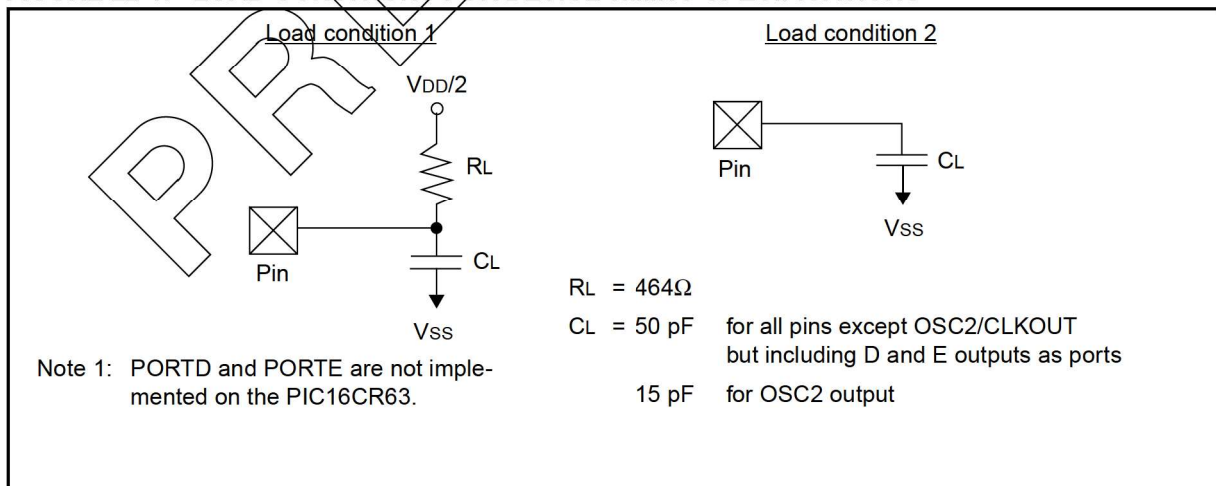 Load condition 1
VDD/2
RL
Pin
CL
VSS
Note 1: PORTD and PORTE are not imple-
mented on the PIC16CR63.
Load condition 2
Pin
CL
VSS
RL = 464Ω
CL = 50 pF for all pins except OSC2/CLKOUT
but including D and E outputs as ports
15 pF for OSC2 output